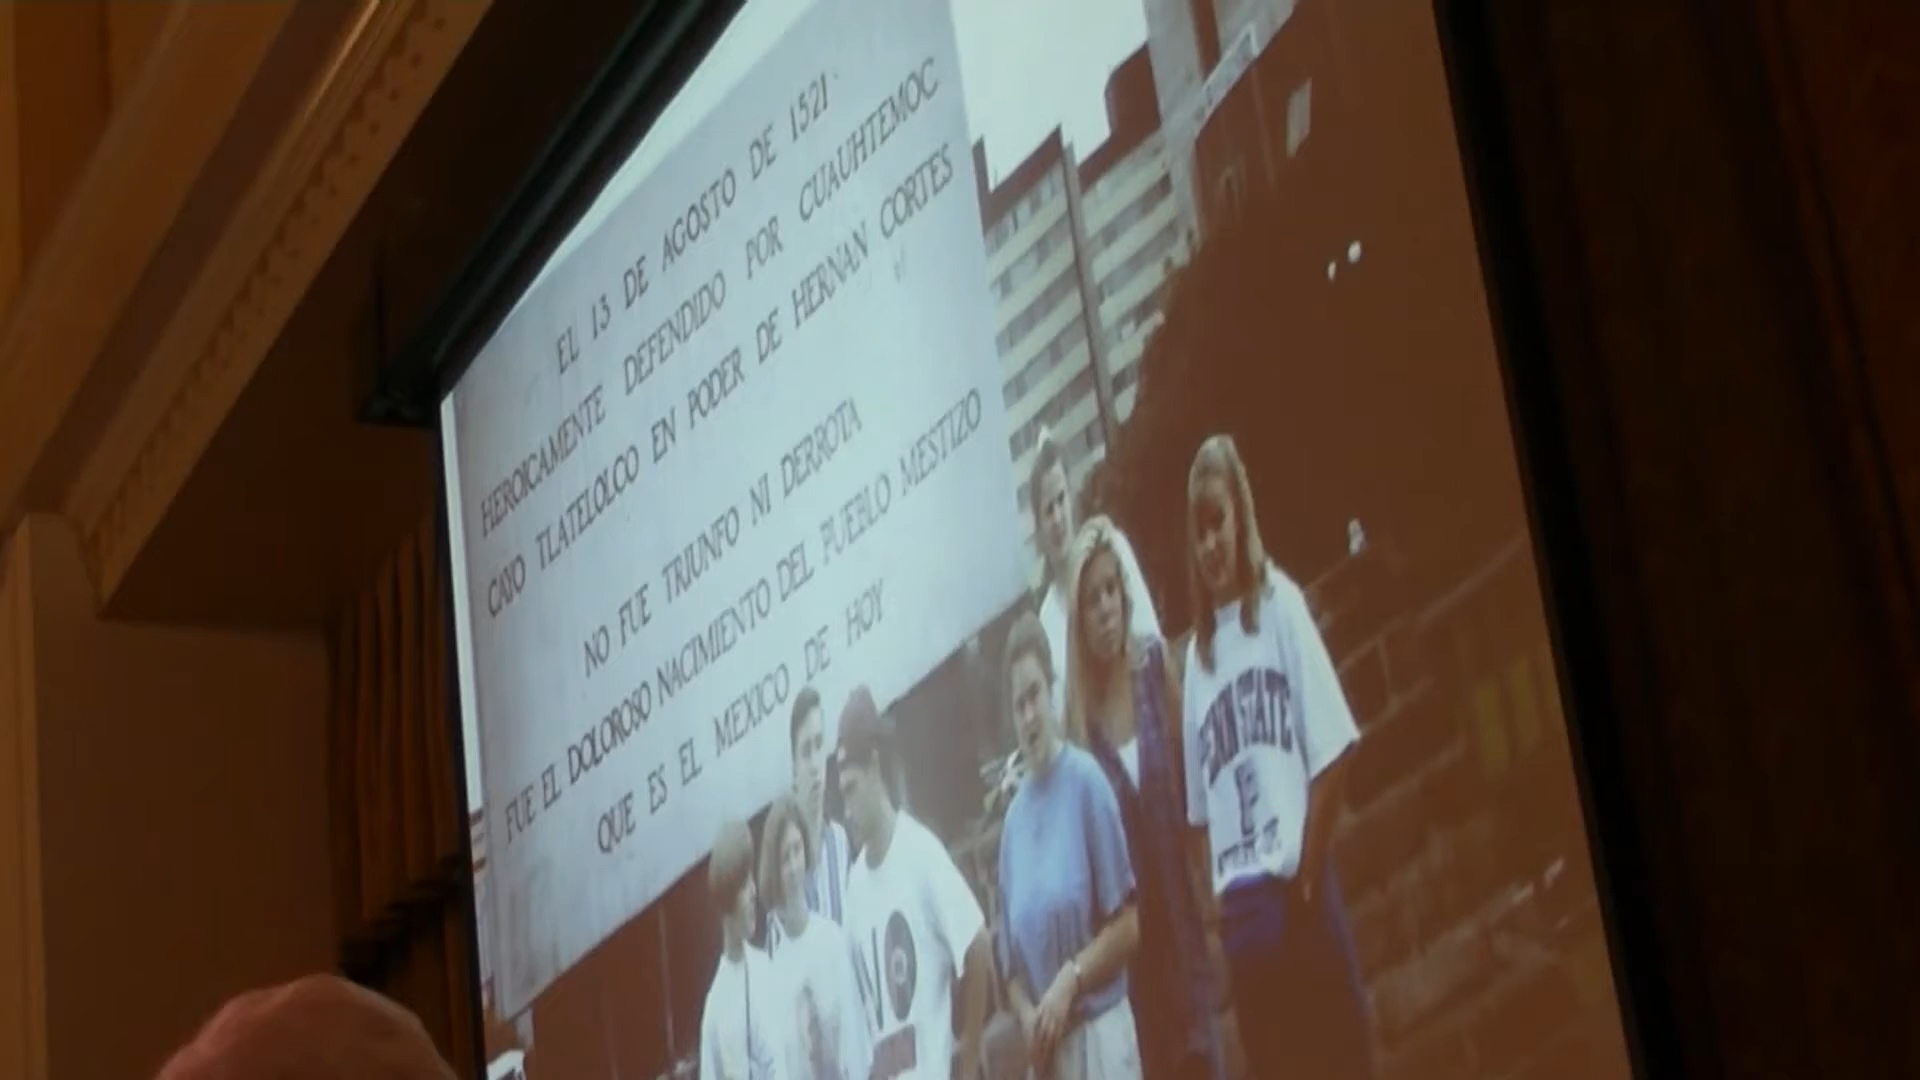 EL 13 DE AGOSTO DE 1521
HEROICAMENTE DEFENDIDO POR CUAUHTEMOC
CAYO TLATELOLCO EN PODER DE HERNAN CORTES
NO FUE TRIUNFO NI DERROTA
FUE EL DOLOROSO NACIMIENTO DEL PUEBLO MESTIZO
QUE ES EL MEXICO DE HOY
PENN STATE
NO